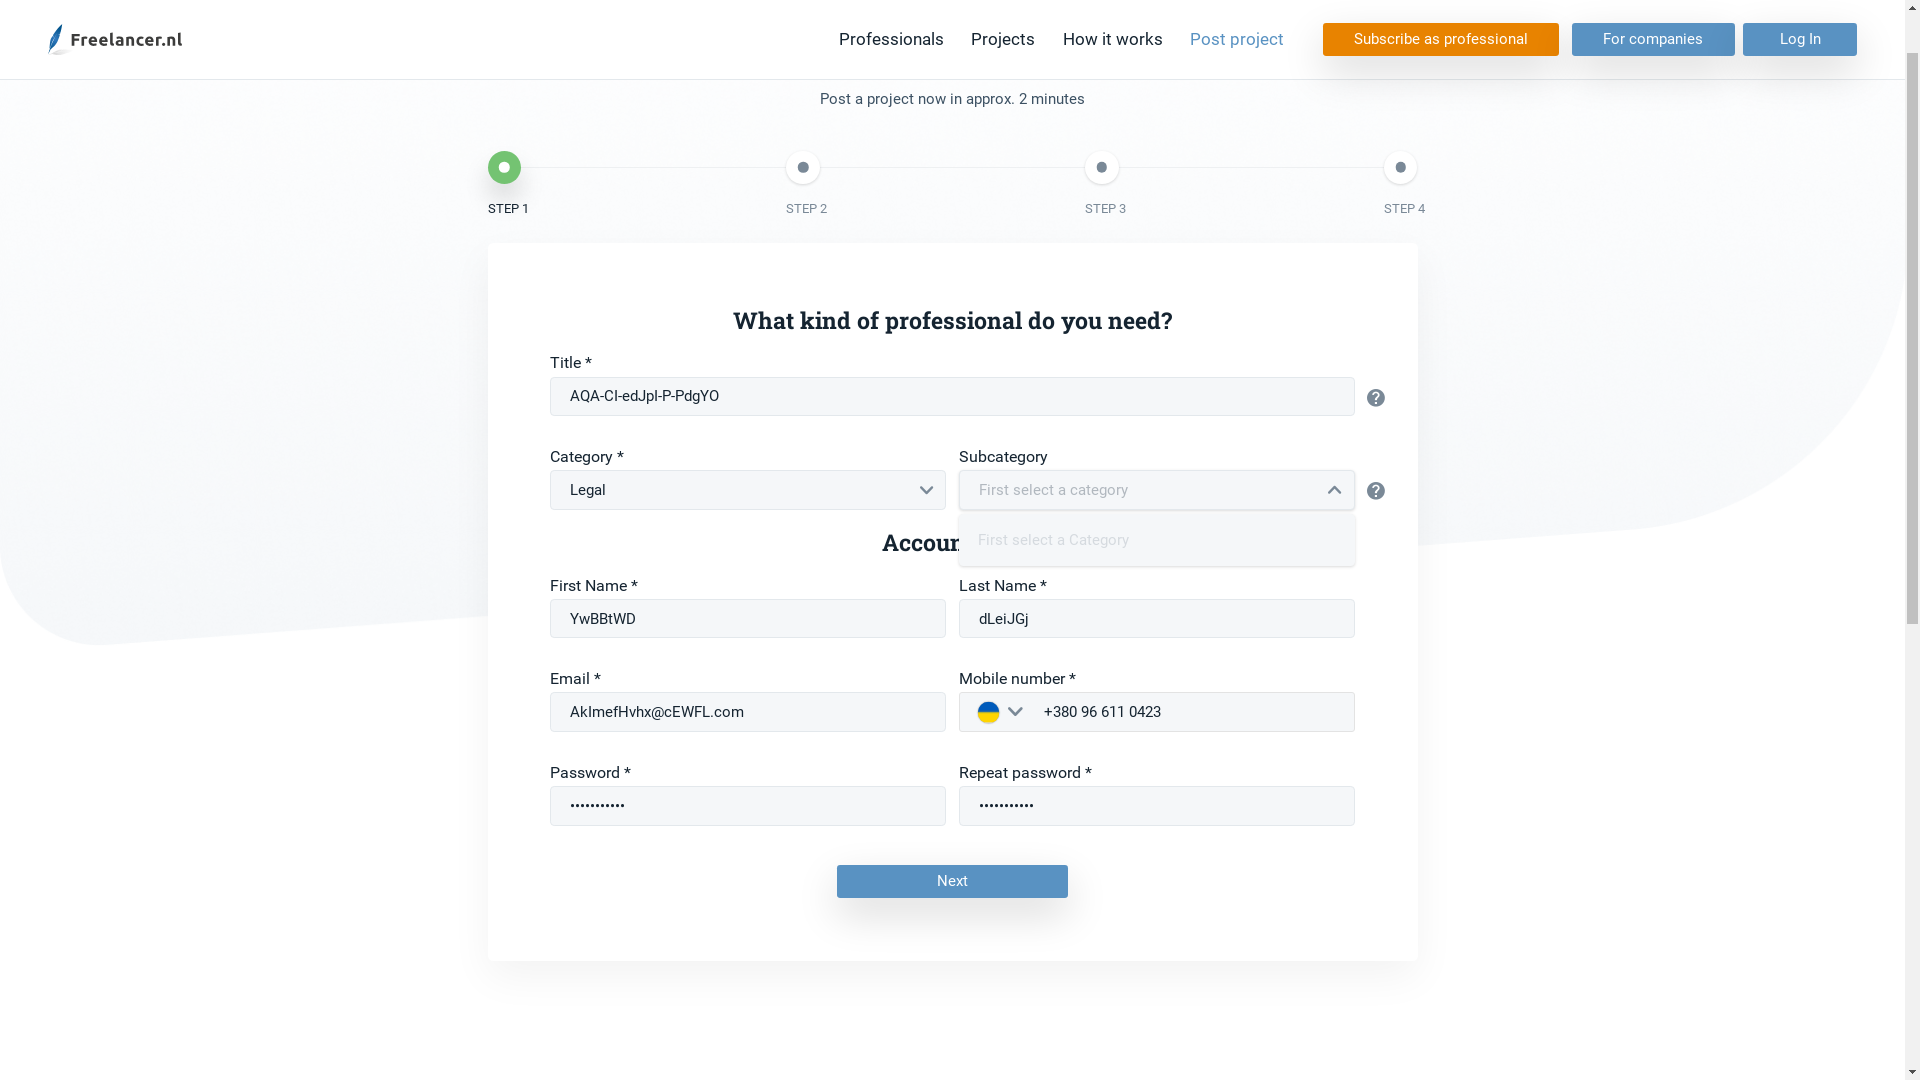 Freelancer.nl
Professionals
Projects
How it works
Post project
Subscribe as professional
For companies
Log In
Post a project now in approx. 2 minutes
STEP 1
STEP 2
STEP 3
STEP 4
What kind of professional do you need?
Title *
AQA-CI-edJpI-P-PdgYO
Category *
Subcategory
Legal
First select a category
First select a Category
First Name *
Last Name *
YwBBtWD
dLeiJGj
Email *
Mobile number *
AkImefHvhx@cEWFL.com
+380 96 611 0423
Password *
Repeat password *
•••••••••••
•••••••••••
Next